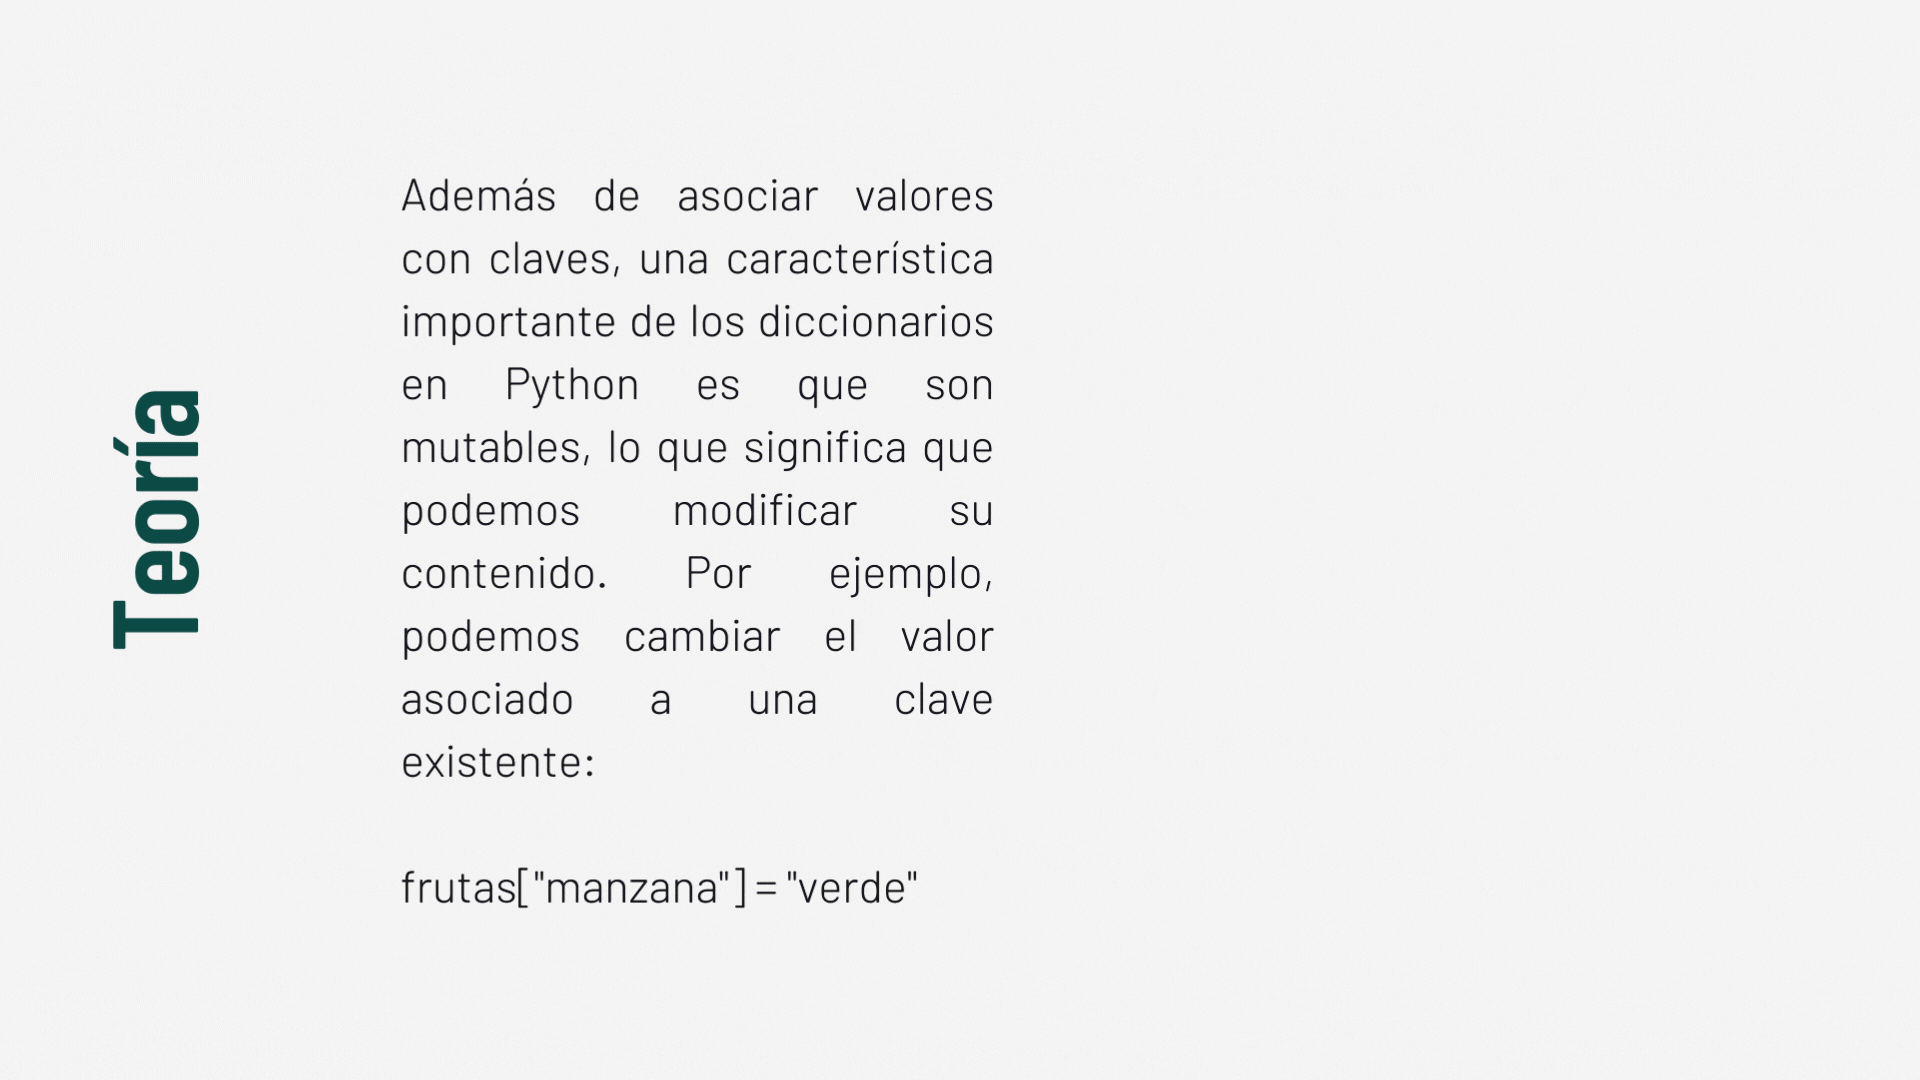 Teoría
Además de asociar valores
con claves, una característica
importante de los diccionarios
en Python es que son
mutables, lo que significa que
podemos modificar su
contenido. Por ejemplo,
podemos cambiar el valor
asociado a una clave
existente:
frutas["manzana"] = "verde"